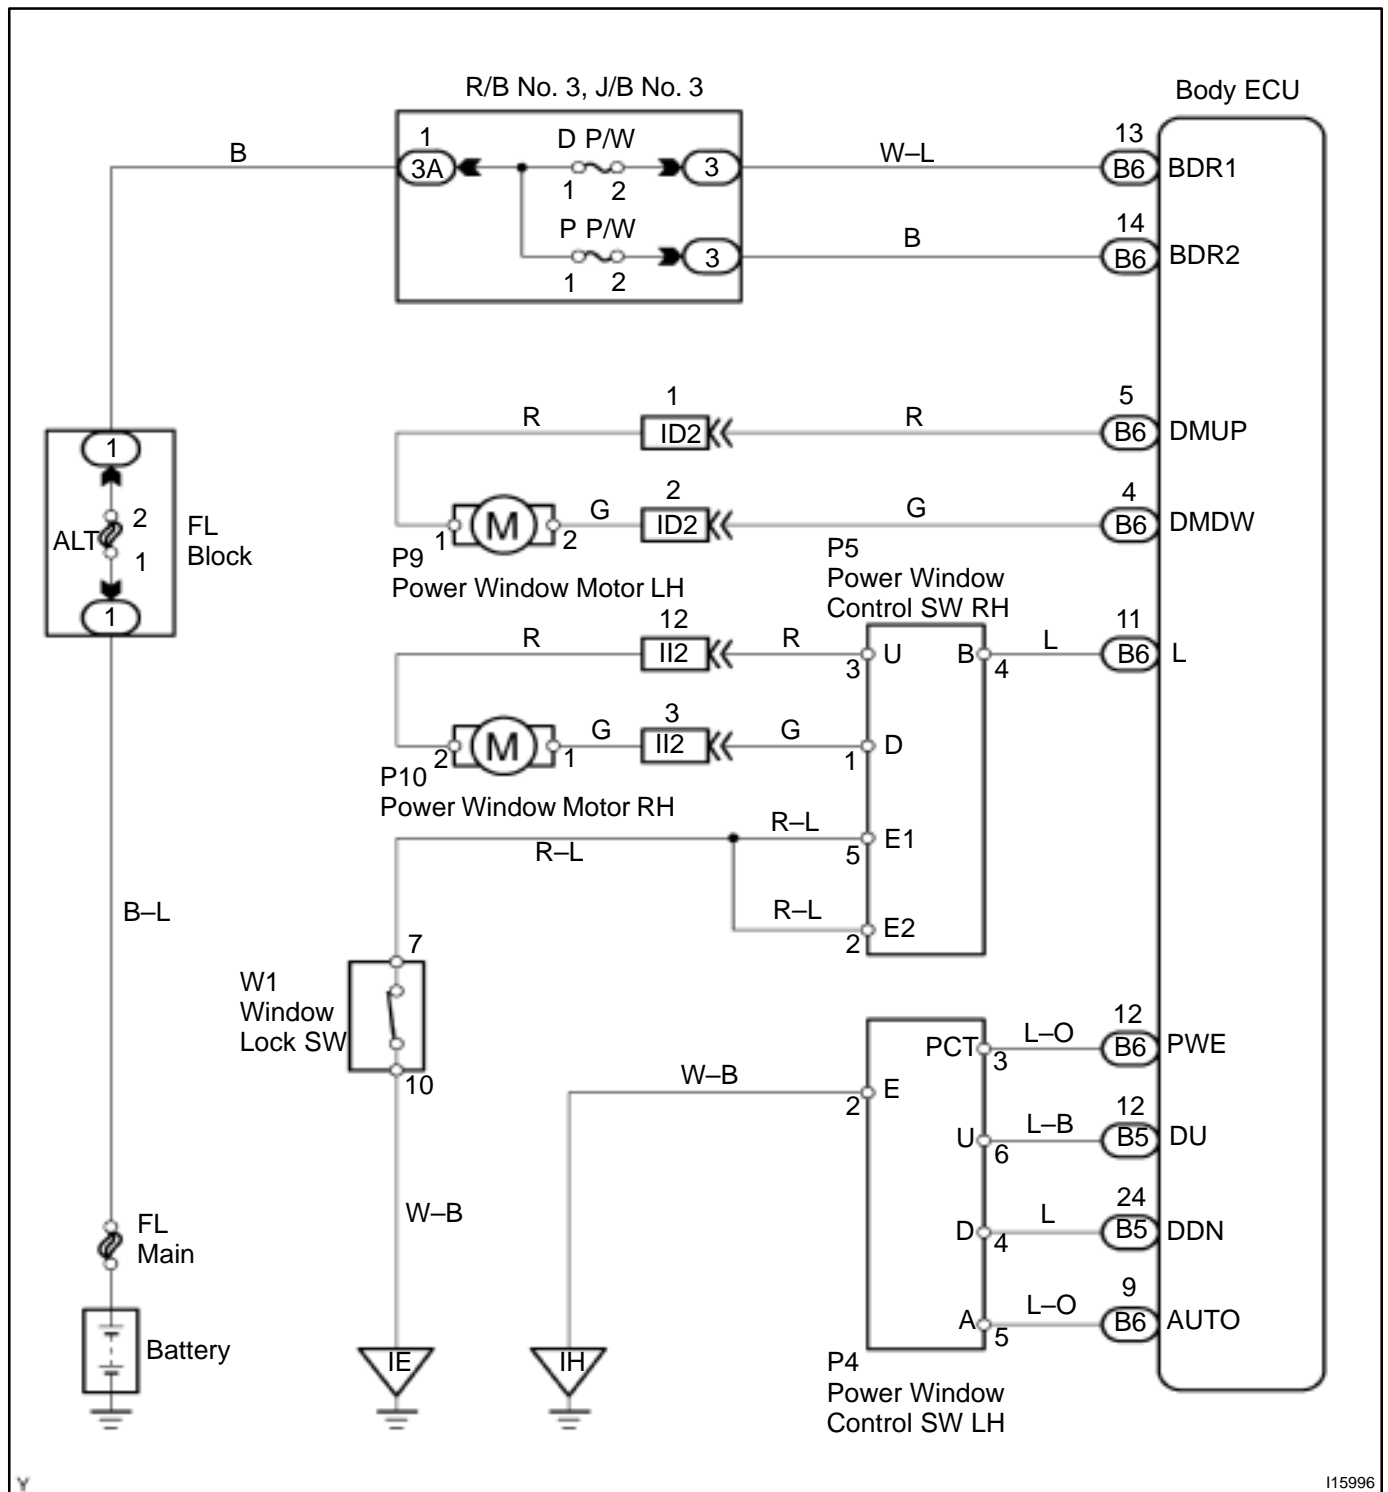 R/B No. 3, J/B No. 3
Body ECU
B
1
3A
D P/W
1 2
3
W–L
13
B6
BDR1
P P/W
1 2
3
B
14
B6
BDR2
R
1
ID2
R
5
B6
DMUP
1
ALT
2
1
FL
Block
1
1
M
2
G
2
ID2
G
4
B6
DMDW
P9
Power Window Motor LH
P5
Power Window
Control SW RH
R
12
II2
R
3
U
B
4
L
11
B6
L
2
M
1
G
3
II2
G
1
D
P10
Power Window Motor RH
R–L
R–L
5
E1
R–L
2
E2
B–L
7
W1
Window
Lock SW
10
PCT
3
L–O
12
B6
PWE
W–B
2
E
U
6
L–B
12
B5
DU
W–B
D
4
L
24
B5
DDN
FL
Main
A
5
L–O
9
B6
AUTO
Battery
IE
IH
P4
Power Window
Control SW LH
Y
I15996